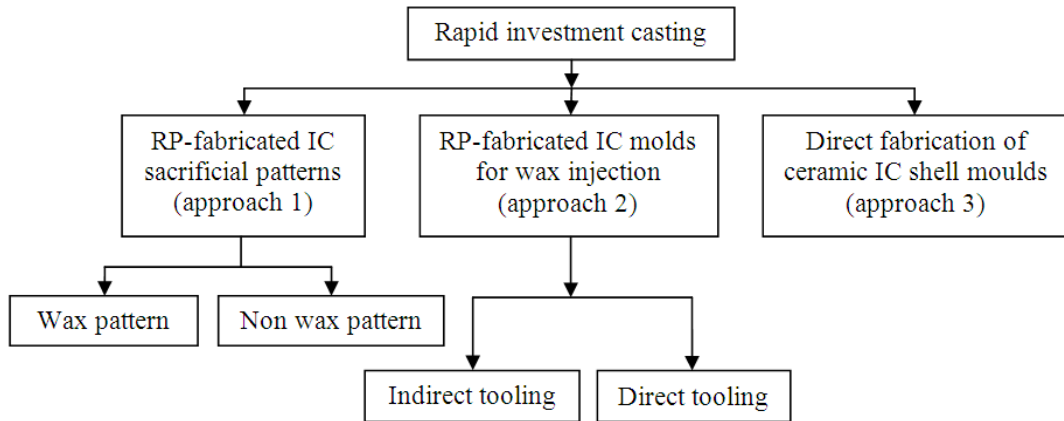 Rapid investment casting
RP-fabricated IC
sacrificial patterns
(approach 1)
RP-fabricated IC molds
for wax injection
(approach 2)
Direct fabrication of
ceramic IC shell moulds
(approach 3)
Wax pattern
Non wax pattern
Indirect tooling
Direct tooling